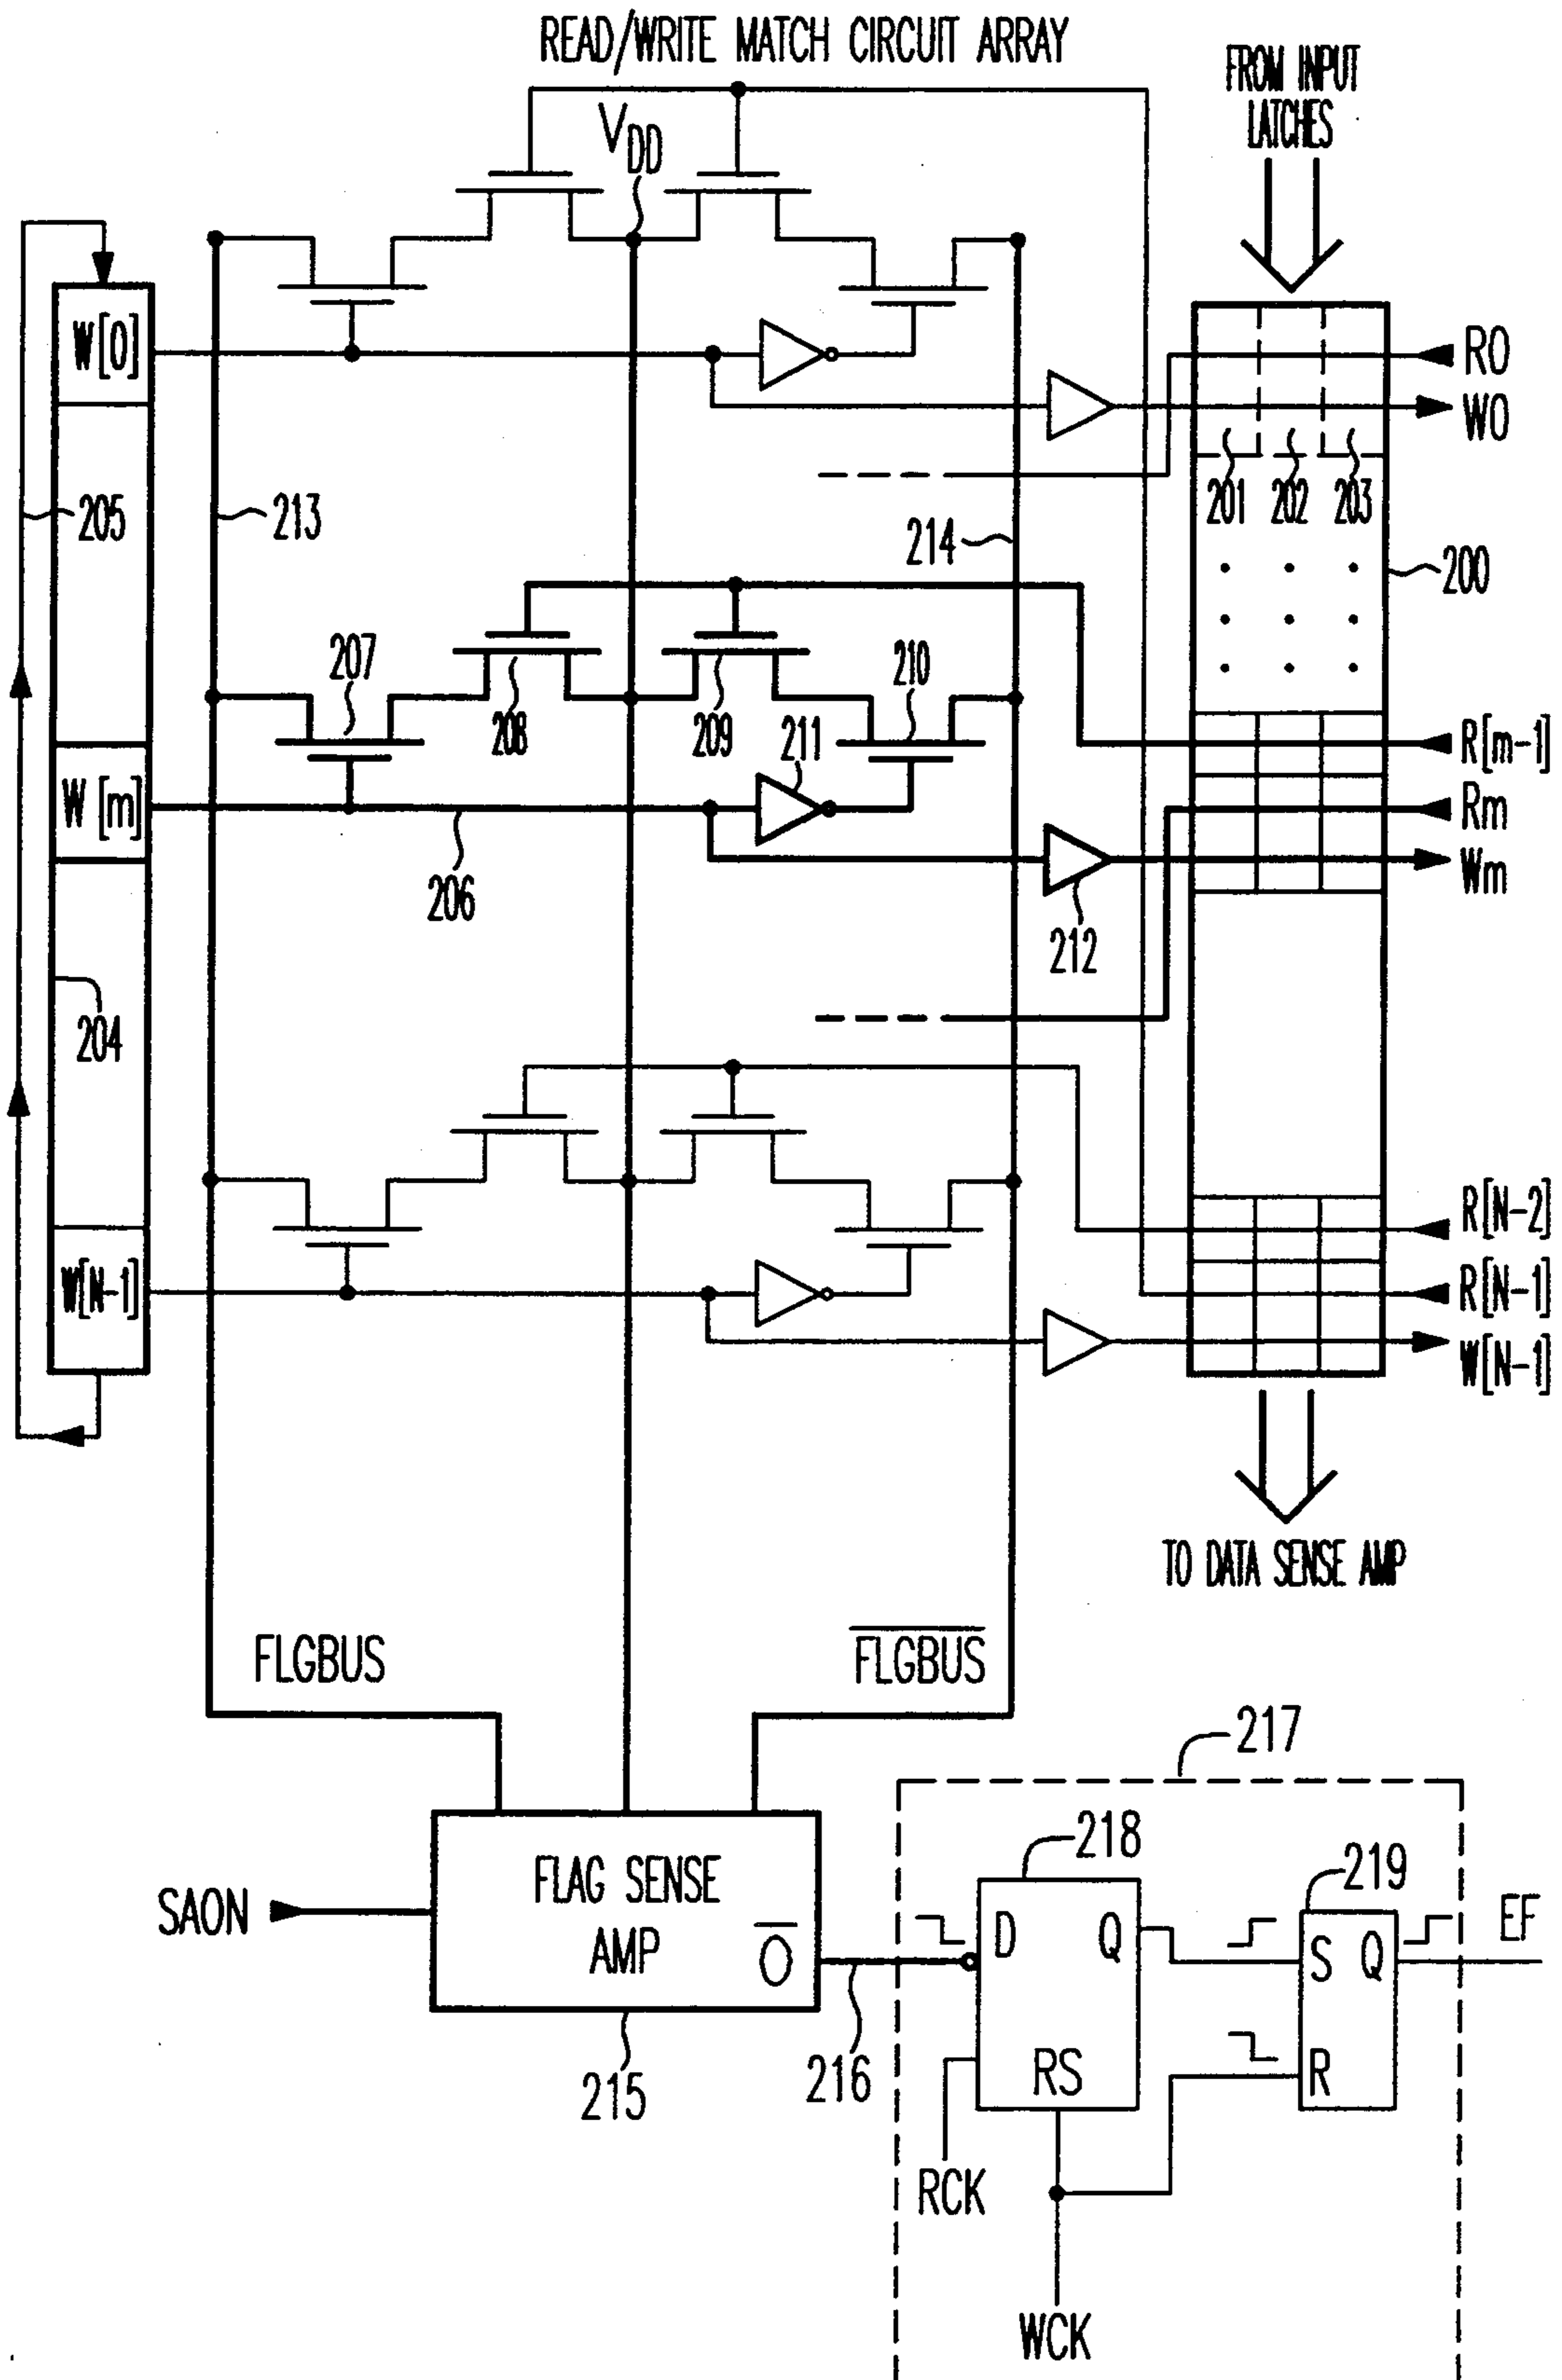 READ/WRITE MATCH CIRCUIT ARRAY
FROM INPUT
LATCHES
VDD
W[0]
R0
W0
201 202 203
205
213
214
200
207
208
209
210
211
R[m-1]
W[m]
Rm
Wm
206
212
204
R[N-2]
W[N-1]
R[N-1]
W[N-1]
TO DATA SENSE AMP
FLGBUS
FLGBUS
217
218
219
SAON
FLAG SENSE
AMP
O
D Q
S Q
EF
RS
R
215
216
RCK
WCK